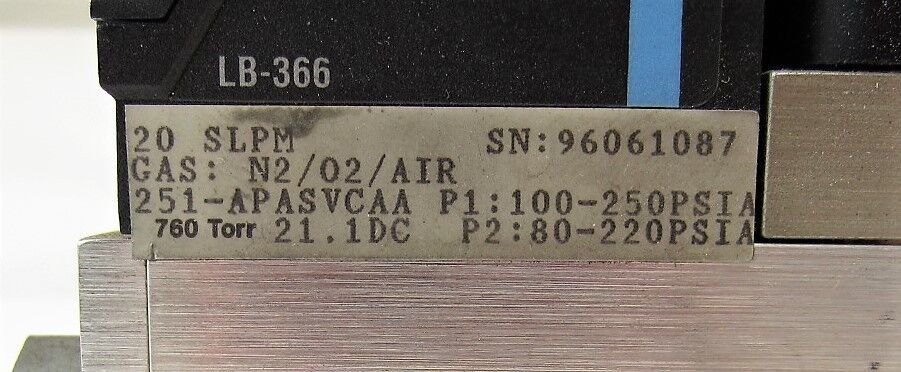 LB-366
20 SLPM SN:96061087
GAS: N2/O2/AIR
251-APASVCAA P1:100-250PSIA
760 Torr 21.1DC P2:80-220PSIA